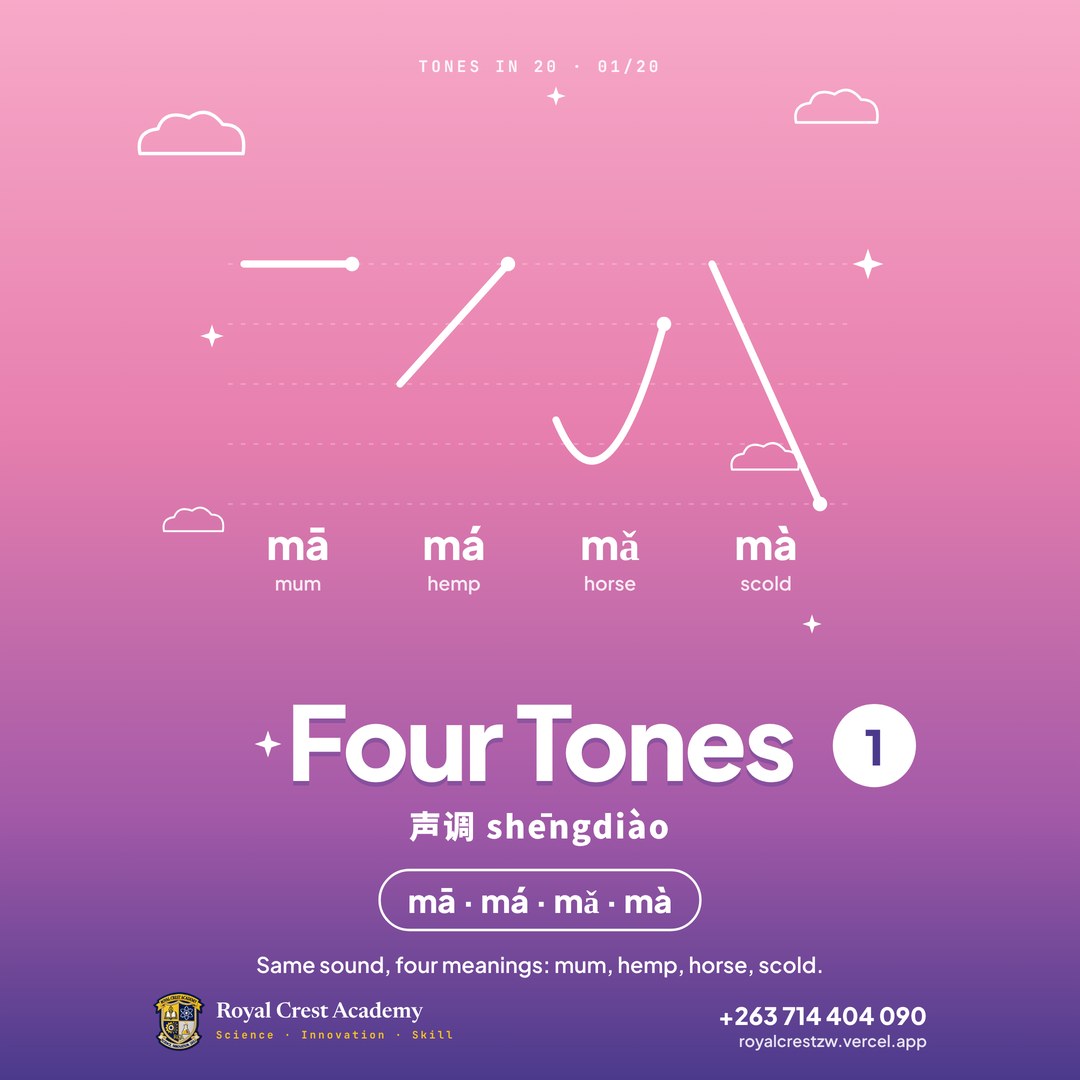 TONES IN 20 · 01/20
mā má mǎ mà
mum hemp horse scold
Four Tones 1
声调 shēngdiào
mā · má · mǎ · mà
Same sound, four meanings: mum, hemp, horse, scold.
Royal Crest Academy
Science · Innovation · Skill
+263 714 404 090
royalcrestzw.vercel.app